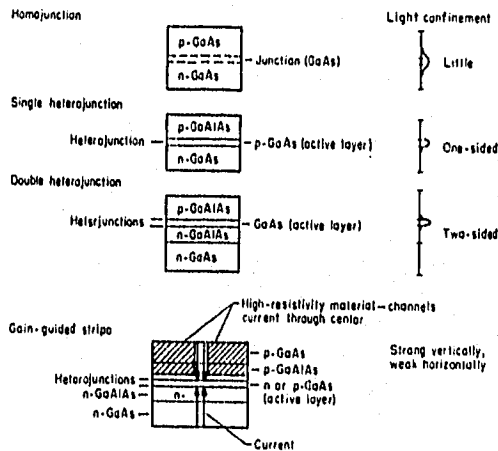 Homojunction
Light confinement
p-GaAs
Junction (GaAs)
Little
n-GaAs
Single heterojunction
p-GaAlAs
Heterojunction
p-GaAs (active layer)
One-sided
n-GaAs
Double heterojunction
p-GaAlAs
Hetsrjunctions
GaAs (active layer)
n-GaAlAs
Two-sided
n-GaAs
High-resistivity material—channels
current through center
Gain-guided stripe
p-GaAs
Strong vertically,
weak horizontally
p-GaAlAs
Heterojunctions
n or p-GaAs
(active layer)
n-GaAlAs
n-
n-GaAs
Current